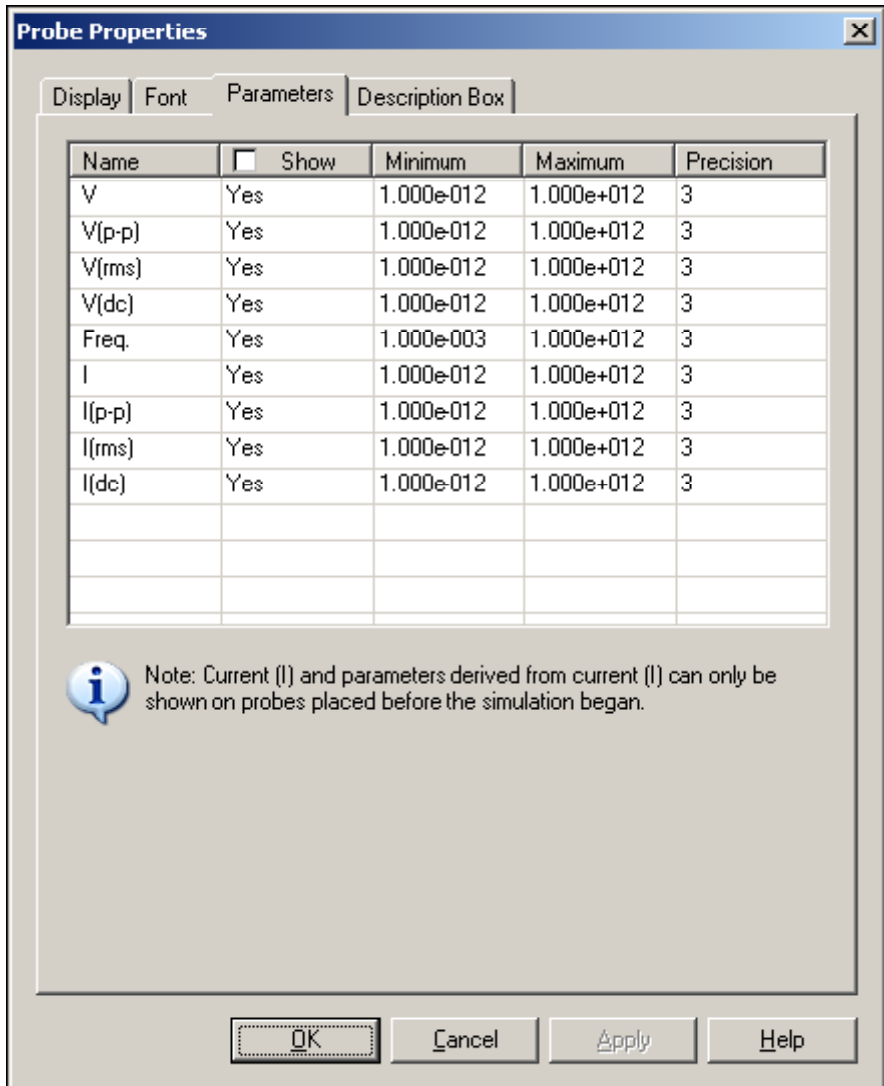 Probe Properties
Display Font Parameters Description Box
Name Show Minimum Maximum Precision
V Yes 1.000e-012 1.000e+012 3
V(p-p) Yes 1.000e-012 1.000e+012 3
V(rms) Yes 1.000e-012 1.000e+012 3
V(dc) Yes 1.000e-012 1.000e+012 3
Freq. Yes 1.000e-003 1.000e+012 3
I Yes 1.000e-012 1.000e+012 3
I(p-p) Yes 1.000e-012 1.000e+012 3
I(rms) Yes 1.000e-012 1.000e+012 3
I(dc) Yes 1.000e-012 1.000e+012 3
Note: Current (I) and parameters derived from current (I) can only be
shown on probes placed before the simulation began.
OK Cancel Apply Help